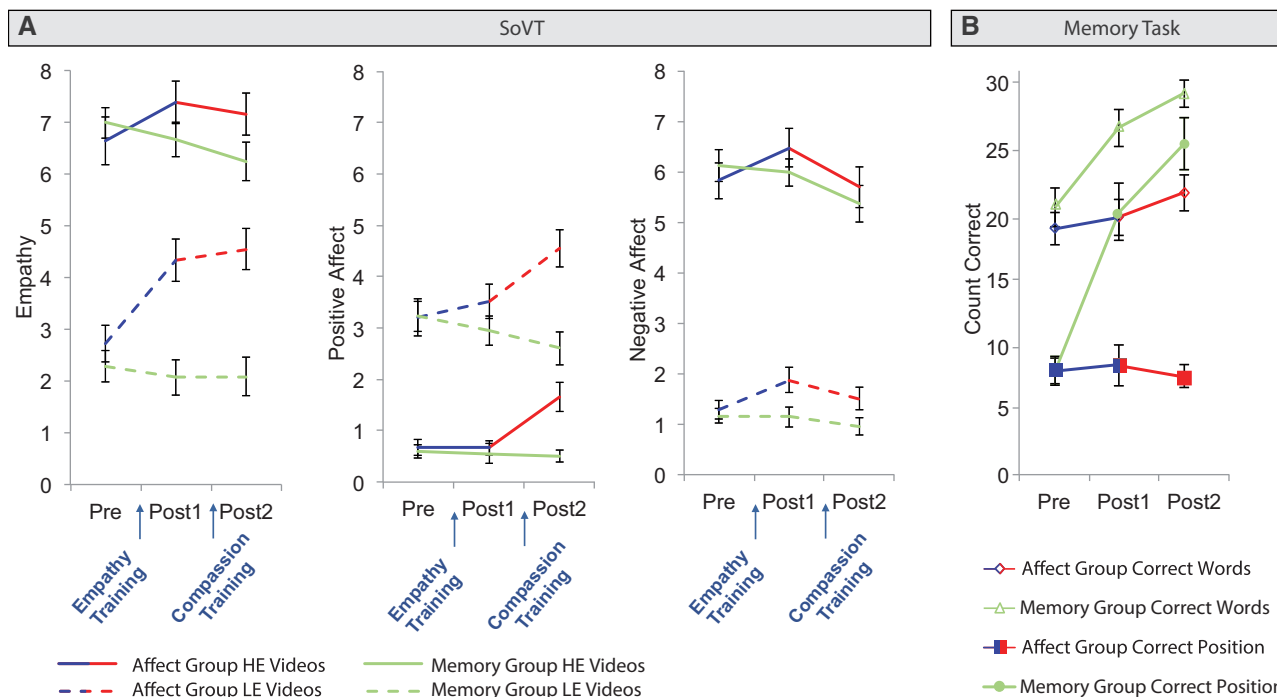 A SoVT
B Memory Task
Empathy
8
7
6
5
4
3
2
1
0
Pre Post1 Post2
Empathy
Training
Compassion
Training
Positive Affect
8
7
6
5
4
3
2
1
0
Pre Post1 Post2
Empathy
Training
Compassion
Training
Negative Affect
8
7
6
5
4
3
2
1
0
Pre Post1 Post2
Empathy
Training
Compassion
Training
Affect Group HE Videos
Affect Group LE Videos
Memory Group HE Videos
Memory Group LE Videos
Count Correct
30
25
20
15
10
5
0
Pre Post1 Post2
Affect Group Correct Words
Memory Group Correct Words
Affect Group Correct Position
Memory Group Correct Position